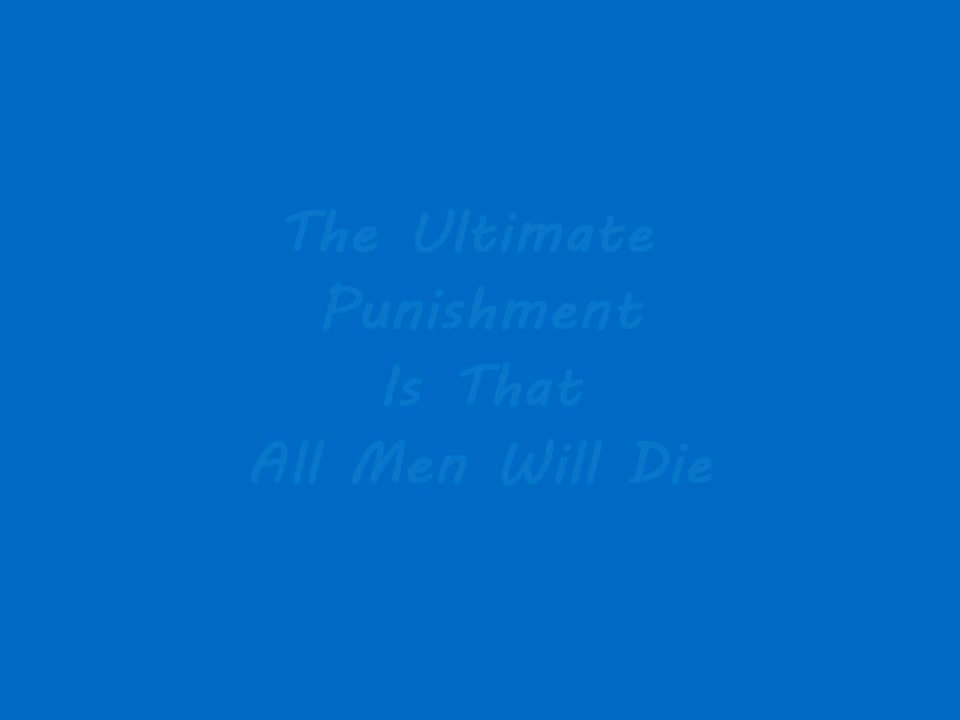 The Ultimate
Punishment
Is That
All Men Will Die